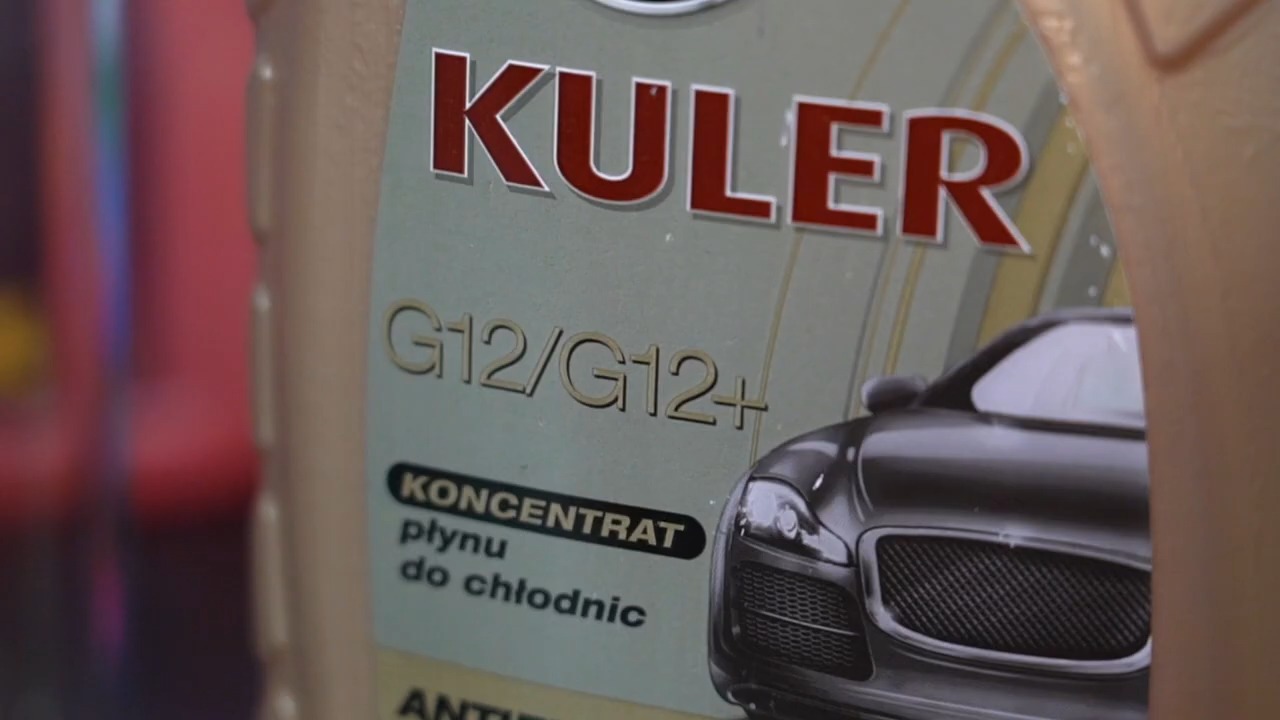 KULER
G12/G12+
KONCENTRAT
płynu
do chłodnic